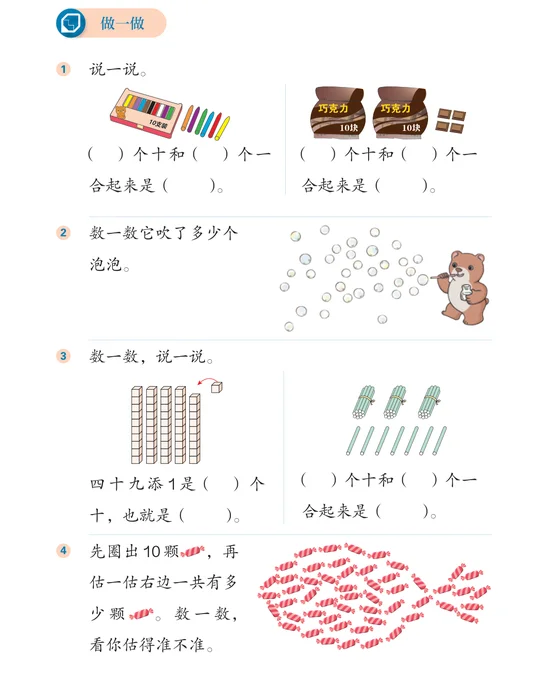 做一做
1 说一说。
10支装
巧克力 10块
巧克力 10块
( )个十和( )个一
合起来是( )。
( )个十和( )个一
合起来是( )。
2 数一数它吹了多少个
泡泡。
3 数一数，说一说。
四十九添1是( )个
十，也就是( )。
( )个十和( )个一
合起来是( )。
4 先圈出10颗，再
估一估右边一共有多
少颗。数一数，
看你估得准不准。